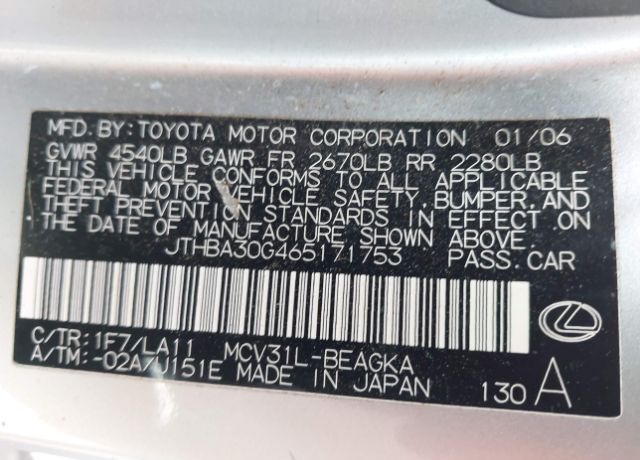 MFD. BY: TOYOTA MOTOR CORPORATION 01/06
GVWR 4540LB GAWR FR 2670LB RR 2280LB
THIS VEHICLE CONFORMS TO ALL APPLICABLE
FEDERAL MOTOR VEHICLE SAFETY, BUMPER, AND
THEFT PREVENTION STANDARDS IN EFFECT ON
THE DATE OF MANUFACTURE SHOWN ABOVE.
JTHBA30G465171753 PASS. CAR
C/TR: 1F7/LA11 MCV31L-BEAGKA
A/TM: -02A/U151E MADE IN JAPAN 130 A